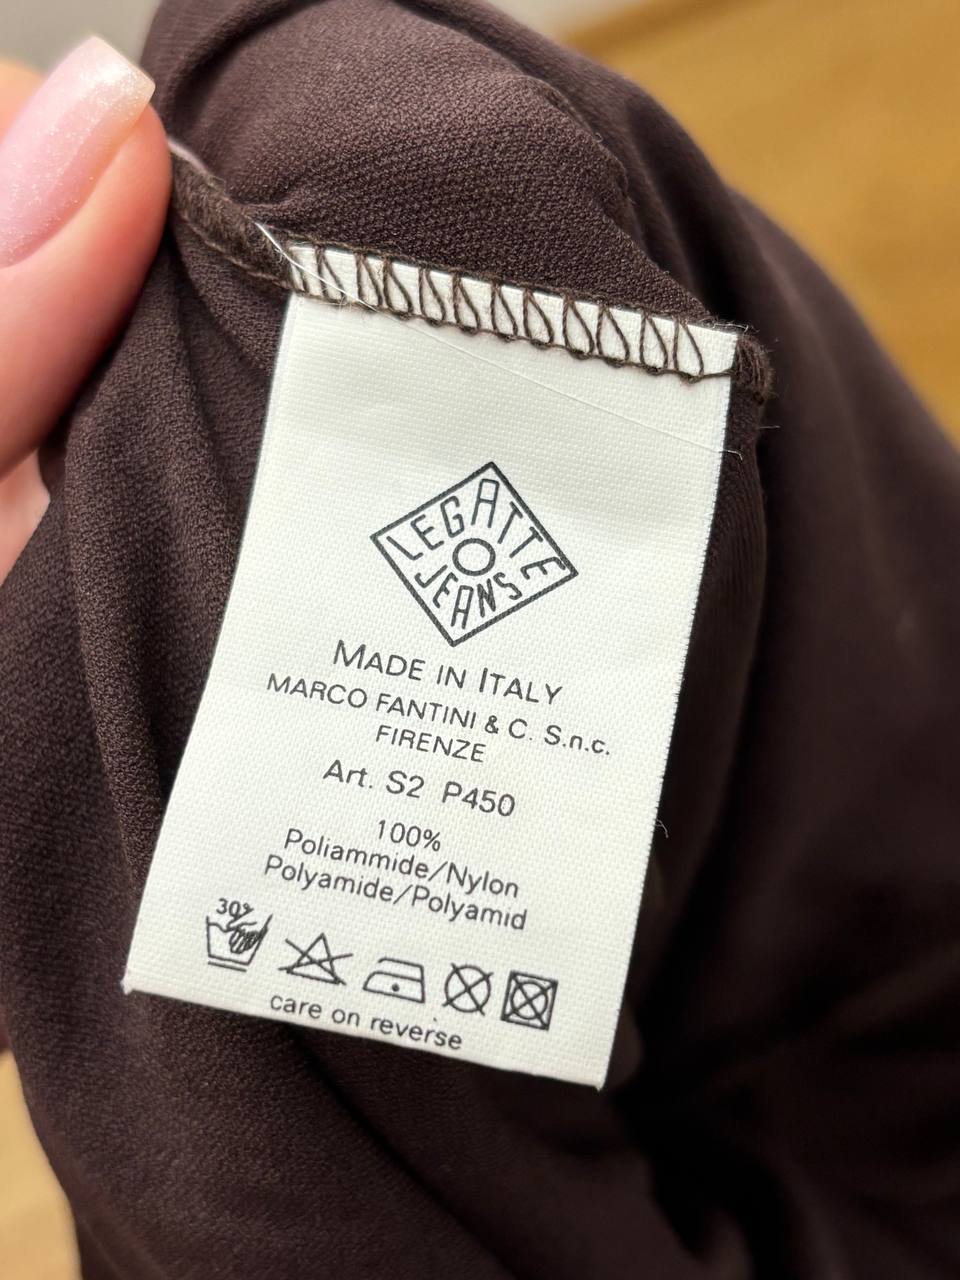 LEGATTE
JEANS
MADE IN ITALY
MARCO FANTINI & C. S.n.c.
FIRENZE
Art. S2 P450
100%
Poliammide/Nylon
Polyamide/Polyamid
30°
care on reverse